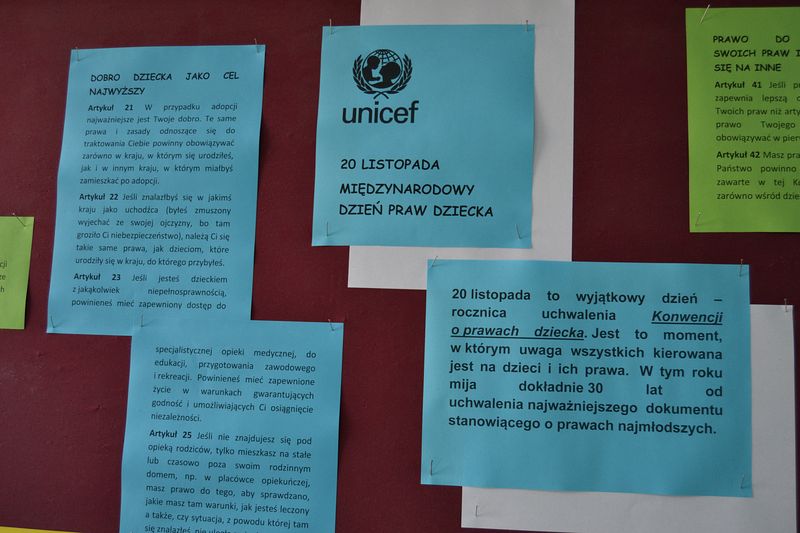 DOBRO DZIECKA JAKO CEL
NAJWYŻSZY
Artykuł 21 W przypadku adopcji
najważniejsze jest Twoje dobro. Te same
prawa i zasady odnoszące się do
traktowania Ciebie powinny obowiązywać
zarówno w kraju, w którym się urodziłeś,
jak i w innym kraju, w którym miałbyś
zamieszkać po adopcji.
Artykuł 22 Jeśli znalazłbyś się w jakimś
kraju jako uchodźca (byłeś zmuszony
wyjechać ze swojej ojczyzny, bo tam
groziło Ci niebezpieczeństwo), należą Ci się
takie same prawa, jak dzieciom, które
urodziły się w kraju, do którego przybyłeś.
Artykuł 23 Jeśli jesteś dzieckiem
z jakąkolwiek niepełnosprawnością,
powinieneś mieć zapewniony dostęp do
specjalistycznej opieki medycznej, do
edukacji, przygotowania zawodowego
i rekreacji. Powinieneś mieć zapewnione
życie w warunkach gwarantujących
godność i umożliwiających Ci osiągnięcie
niezależności.
Artykuł 25 Jeśli nie znajdujesz się pod
opieką rodziców, tylko mieszkasz na stałe
lub czasowo poza swoim rodzinnym
domem, np. w placówce opiekuńczej,
masz prawo do tego, aby sprawdzano,
jakie masz tam warunki, jak jesteś leczony
a także, czy sytuacja, z powodu której tam
się znalazłeś, nie
unicef
20 LISTOPADA
MIĘDZYNARODOWY
DZIEŃ PRAW DZIECKA
20 listopada to wyjątkowy dzień –
rocznica uchwalenia Konwencji
o prawach dziecka. Jest to moment,
w którym uwaga wszystkich kierowana
jest na dzieci i ich prawa. W tym roku
mija dokładnie 30 lat od
uchwalenia najważniejszego dokumentu
stanowiącego o prawach najmłodszych.
PRAWO DO
SWOICH PRAW I
SIĘ NA INNE
Artykuł 41 Jeśli
zapewnia lepszą
Twoich praw niż
prawo Twojego
obowiązywać w
Artykuł 42 Masz
Państwo powinno
zawarte w tej
zarówno wśród